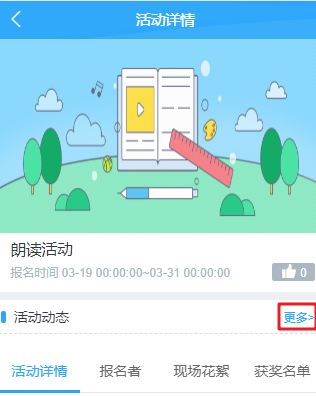 活动详情
朗读活动
报名时间 03-19 00:00:00~03-31 00:00:00 0
活动动态 更多>
活动详情 报名者 现场花絮 获奖名单